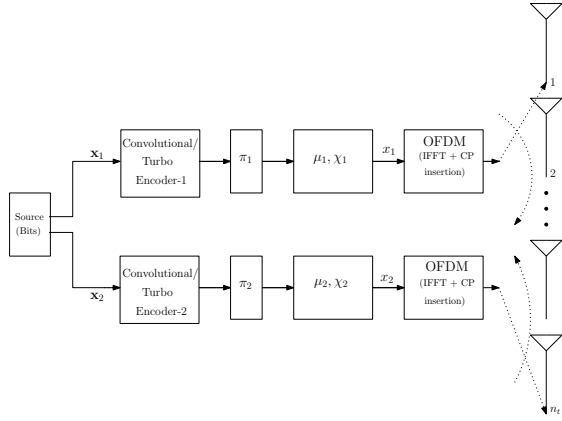 1
x₁
Convolutional/
Turbo
Encoder-1
π₁
μ₁, χ₁
x₁
OFDM
(IFFT + CP
insertion)
2
Source
(Bits)
x₂
Convolutional/
Turbo
Encoder-2
π₂
μ₂, χ₂
x₂
OFDM
(IFFT + CP
insertion)
nₜ